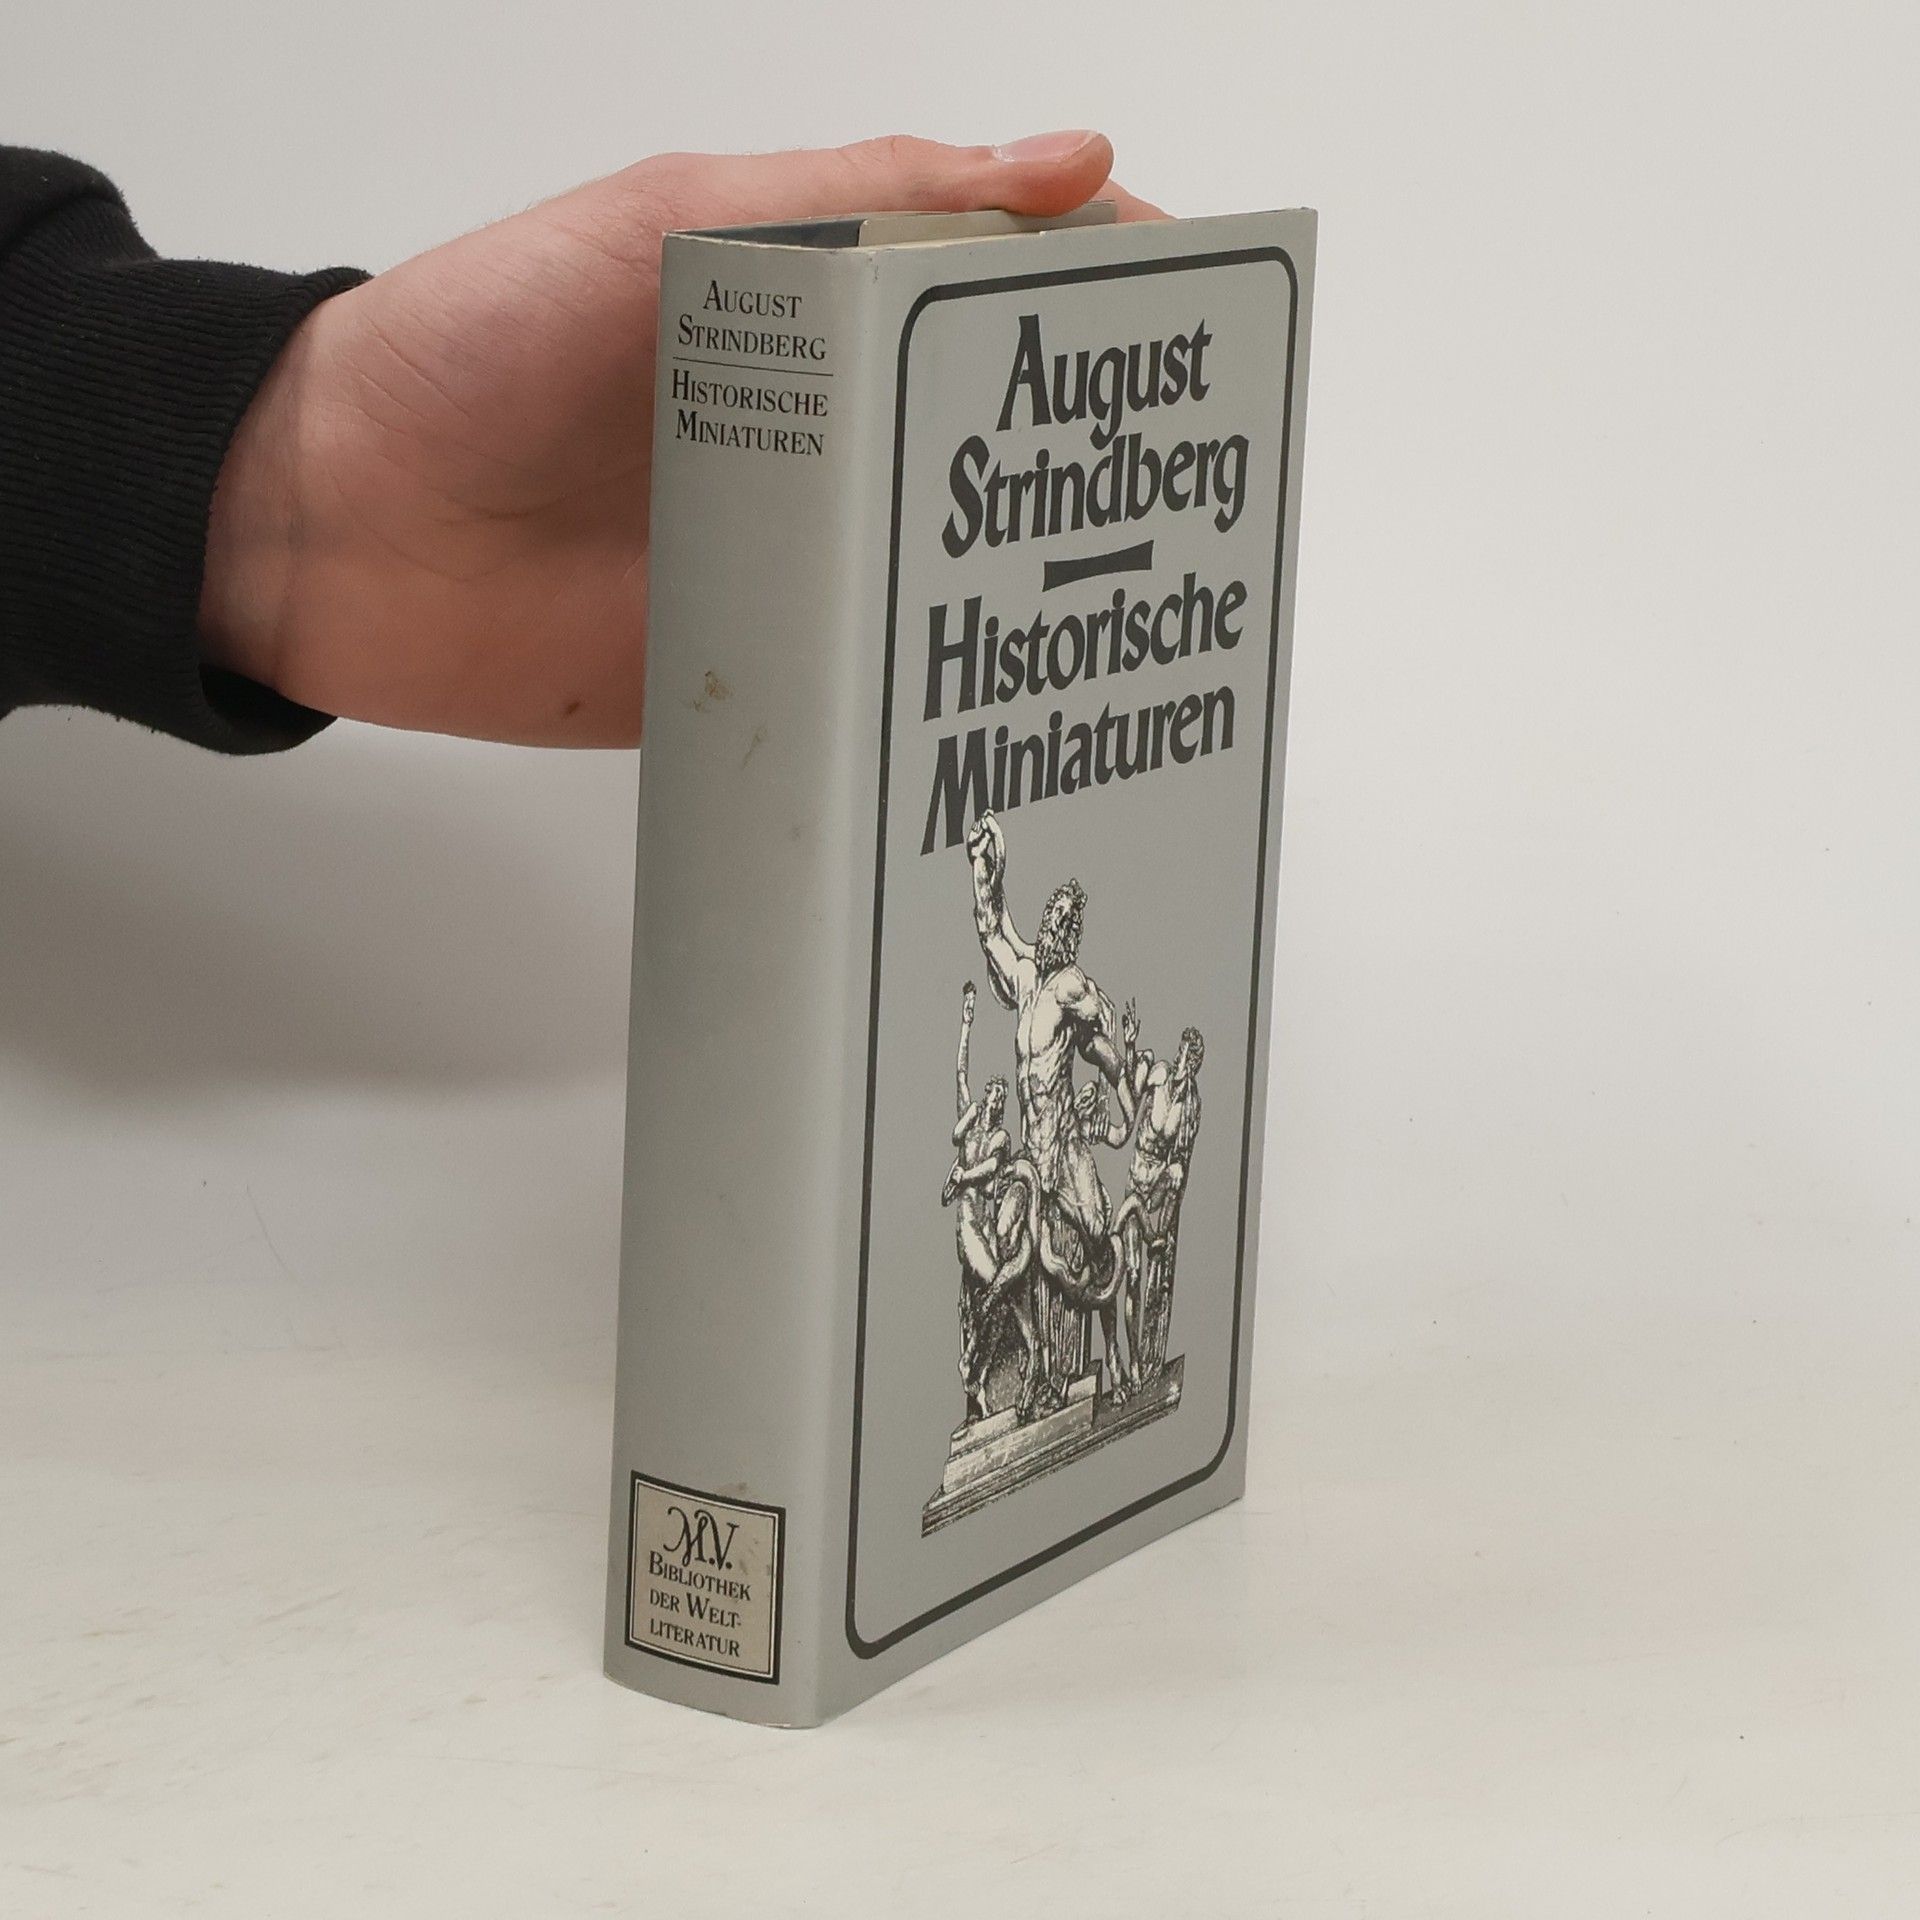 AUGUST
STRINDBERG
HISTORISCHE
MINIATUREN
M.V.
BIBLIOTHEK
DER WELT-
LITERATUR
August
Strindberg
Historische
Miniaturen